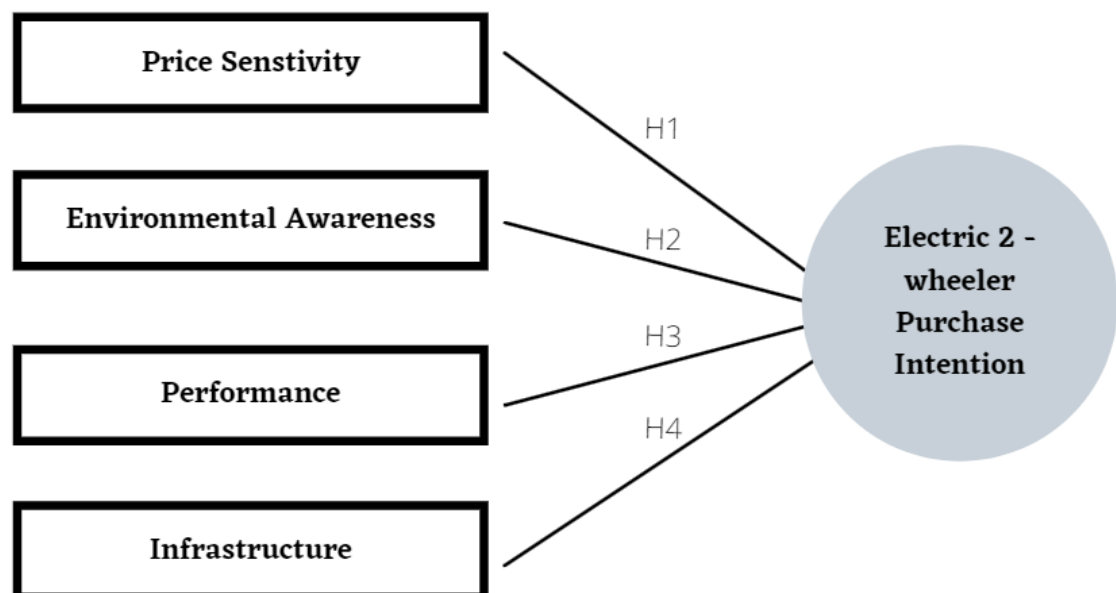 Price Senstivity
H1
Environmental Awareness
H2
Performance
H3
Infrastructure
H4
Electric 2 -
wheeler
Purchase
Intention